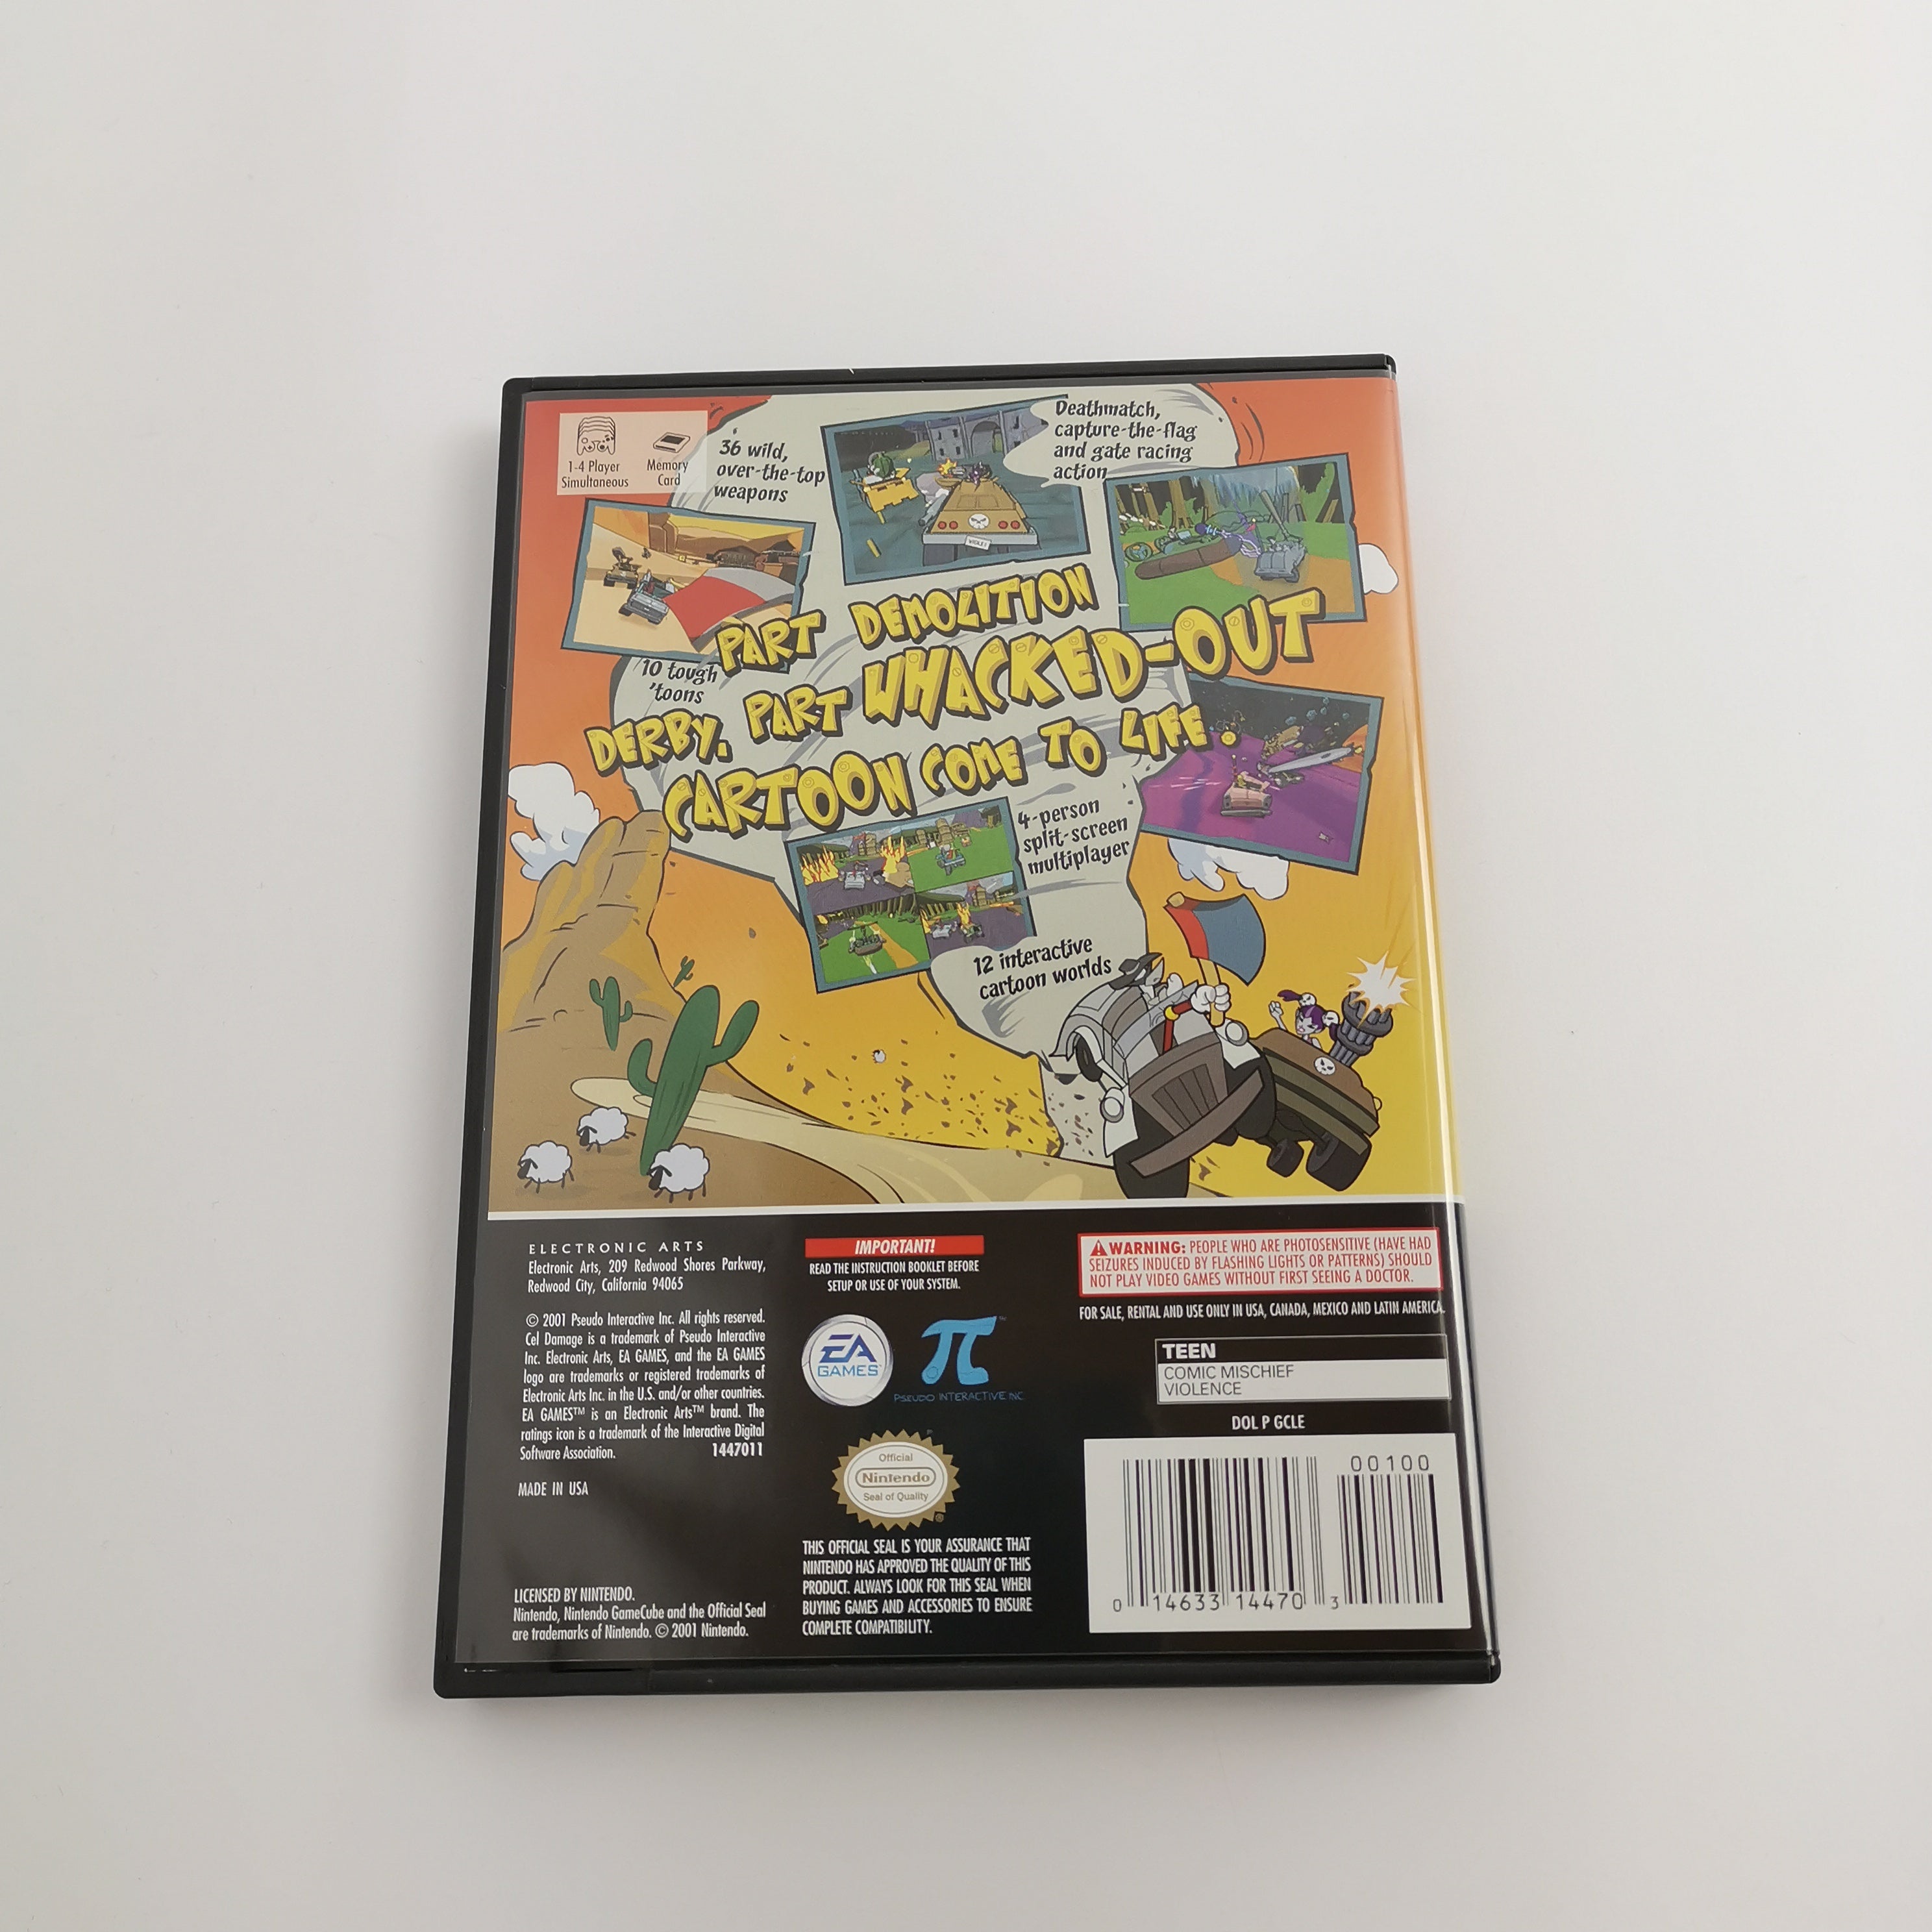 1-4 Player
Simultaneous
Memory
Card
36 wild,
over-the-top
weapons
Deathmatch,
capture-the-flag
and gate racing
action
10 tough
'toons
PART DEMOLITION
DERBY. PART WHACKED-OUT
CARTOON COME TO LIFE.
4-person
split-screen
multiplayer
12 interactive
cartoon worlds
ELECTRONIC ARTS
Electronic Arts, 209 Redwood Shores Parkway,
Redwood City, California 94065
© 2001 Pseudo Interactive Inc. All rights reserved.
Cel Damage is a trademark of Pseudo Interactive
Inc. Electronic Arts, EA GAMES, and the EA GAMES
logo are trademarks or registered trademarks of
Electronic Arts Inc. in the U.S. and/or other countries.
EA GAMES™ is an Electronic Arts™ brand. The
ratings icon is a trademark of the Interactive Digital
Software Association. 1447011
MADE IN USA
LICENSED BY NINTENDO.
Nintendo, Nintendo GameCube and the Official Seal
are trademarks of Nintendo. © 2001 Nintendo.
IMPORTANT!
READ THE INSTRUCTION BOOKLET BEFORE
SETUP OR USE OF YOUR SYSTEM.
EA
GAMES™
π™
PSEUDO INTERACTIVE INC
Official
Nintendo
Seal of Quality
®
THIS OFFICIAL SEAL IS YOUR ASSURANCE THAT
NINTENDO HAS APPROVED THE QUALITY OF THIS
PRODUCT. ALWAYS LOOK FOR THIS SEAL WHEN
BUYING GAMES AND ACCESSORIES TO ENSURE
COMPLETE COMPATIBILITY.
WARNING: PEOPLE WHO ARE PHOTOSENSITIVE (HAVE HAD
SEIZURES INDUCED BY FLASHING LIGHTS OR PATTERNS) SHOULD
NOT PLAY VIDEO GAMES WITHOUT FIRST SEEING A DOCTOR.
FOR SALE, RENTAL AND USE ONLY IN USA, CANADA, MEXICO AND LATIN AMERICA.
TEEN
COMIC MISCHIEF
VIOLENCE
DOL P GCLE
00100
0 14633 14470 3